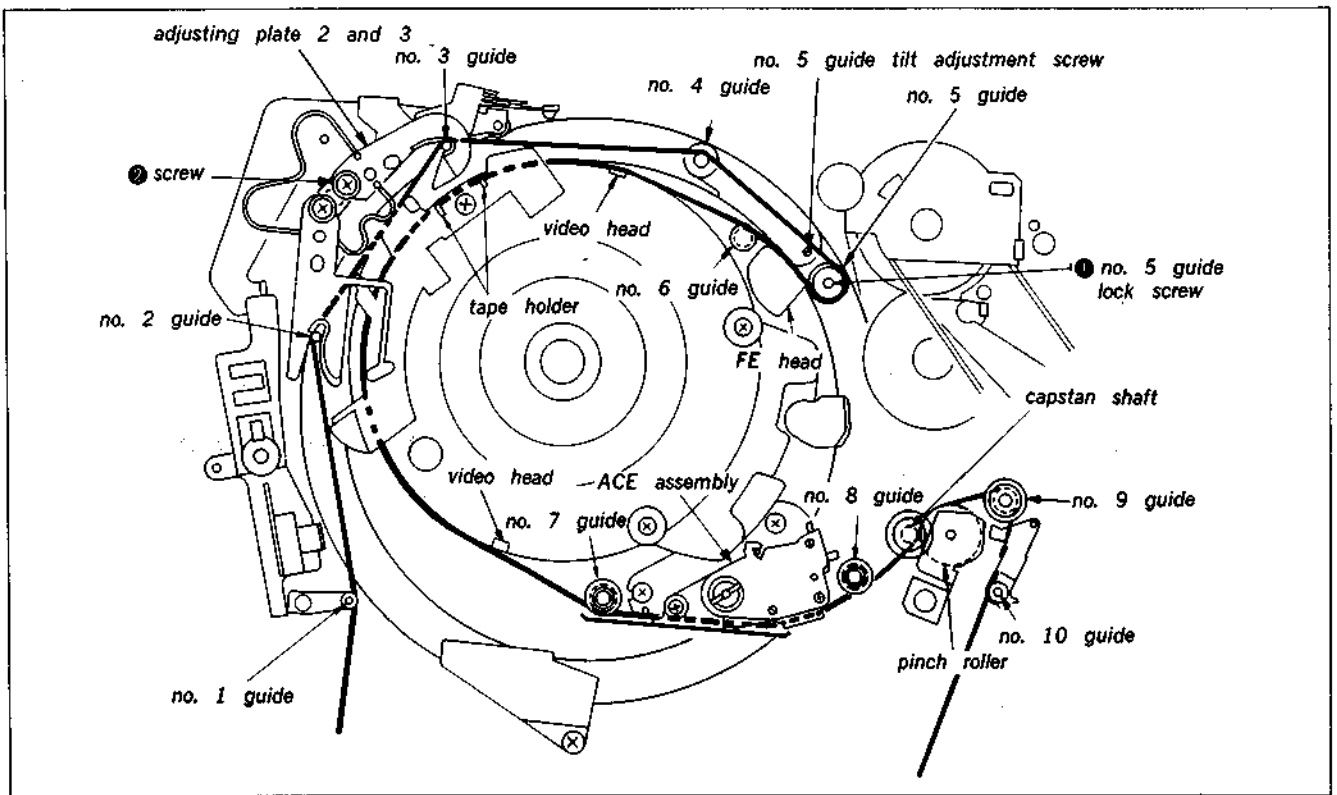 adjusting plate 2 and 3
no. 3 guide
no. 5 guide tilt adjustment screw
no. 4 guide
no. 5 guide
❷ screw
video head
❶ no. 5 guide
lock screw
no. 6 guide
tape holder
no. 2 guide
FE head
capstan shaft
video head
ACE assembly
no. 8 guide
no. 9 guide
no. 7 guide
no. 10 guide
pinch roller
no. 1 guide